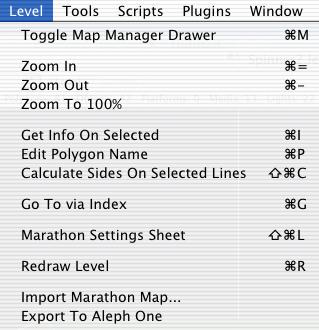 Level Tools Scripts Plugins Window
Toggle Map Manager Drawer ⌘M
Zoom In ⌘=
Zoom Out ⌘-
Zoom To 100%
Get Info On Selected ⌘I
Edit Polygon Name ⌘P
Calculate Sides On Selected Lines ⇧⌘C
Go To via Index ⌘G
Marathon Settings Sheet ⇧⌘L
Redraw Level ⌘R
Import Marathon Map...
Export To Aleph One